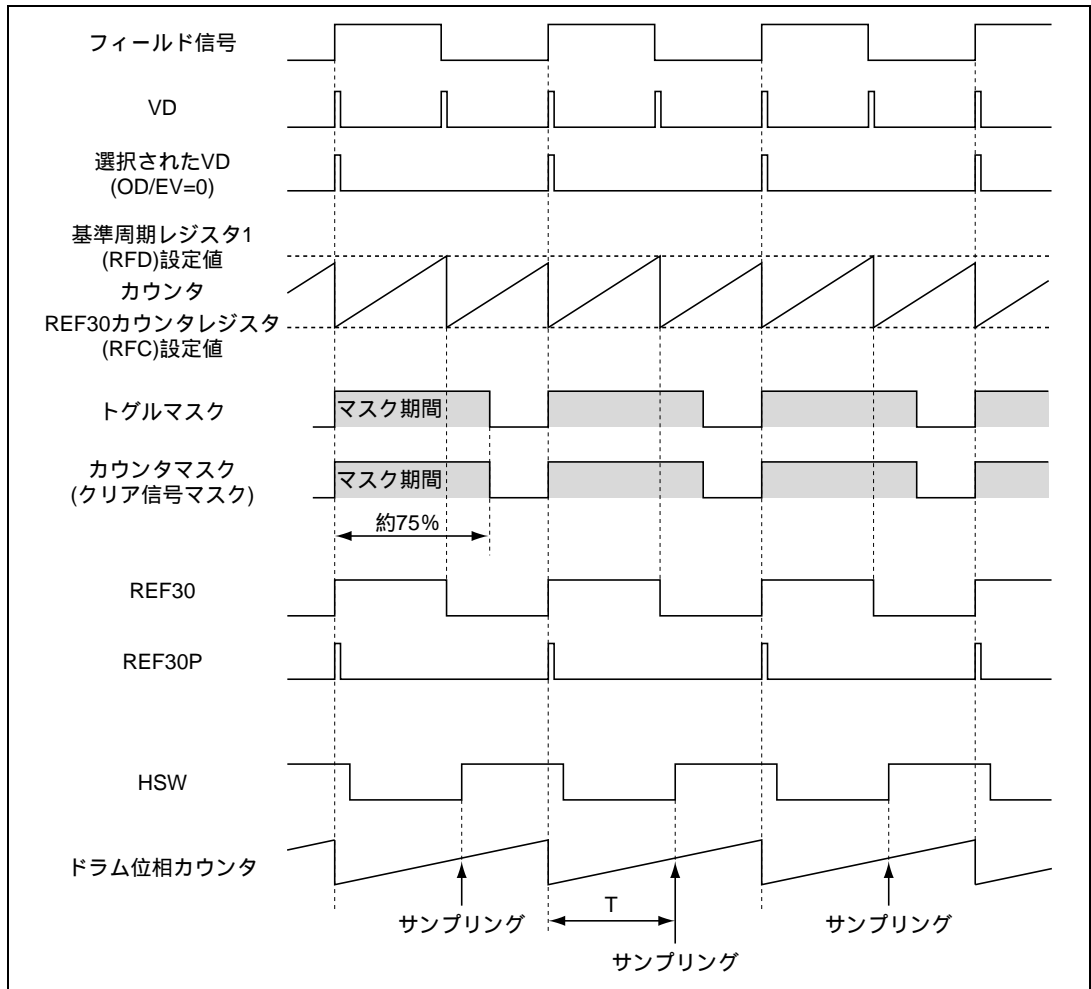 フィールド信号
VD
選択されたVD
(OD/EV=0)
基準周期レジスタ1
(RFD)設定値
カウンタ
REF30カウンタレジスタ
(RFC)設定値
トグルマスク
マスク期間
カウンタマスク
(クリア信号マスク)
マスク期間
約75%
REF30
REF30P
HSW
ドラム位相カウンタ
サンプリング
T
サンプリング
サンプリング